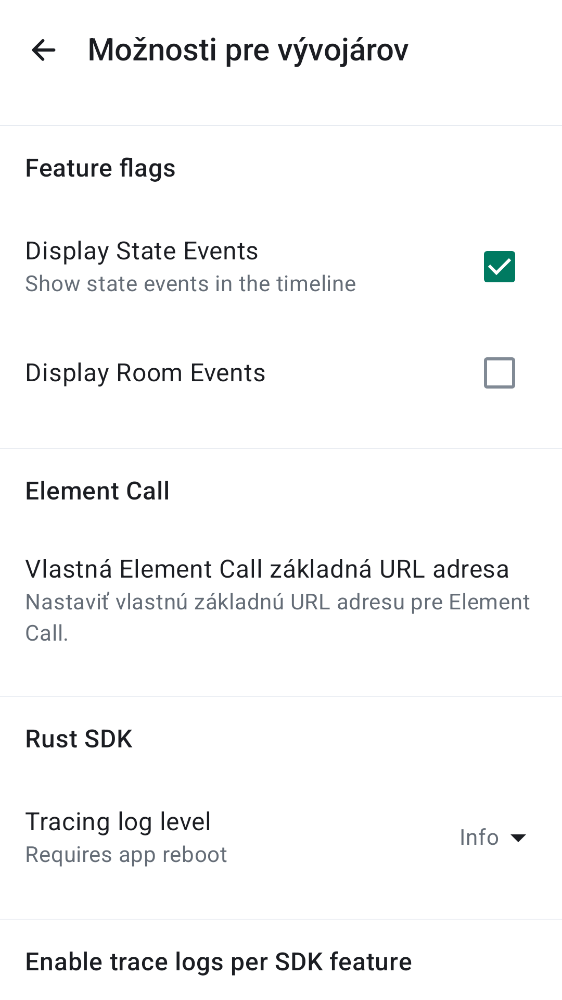 Možnosti pre vývojárov
Feature flags
Display State Events
Show state events in the timeline
Display Room Events
Element Call
Vlastná Element Call základná URL adresa
Nastaviť vlastnú základnú URL adresu pre Element
Call.
Rust SDK
Tracing log level
Requires app reboot
Info
Enable trace logs per SDK feature